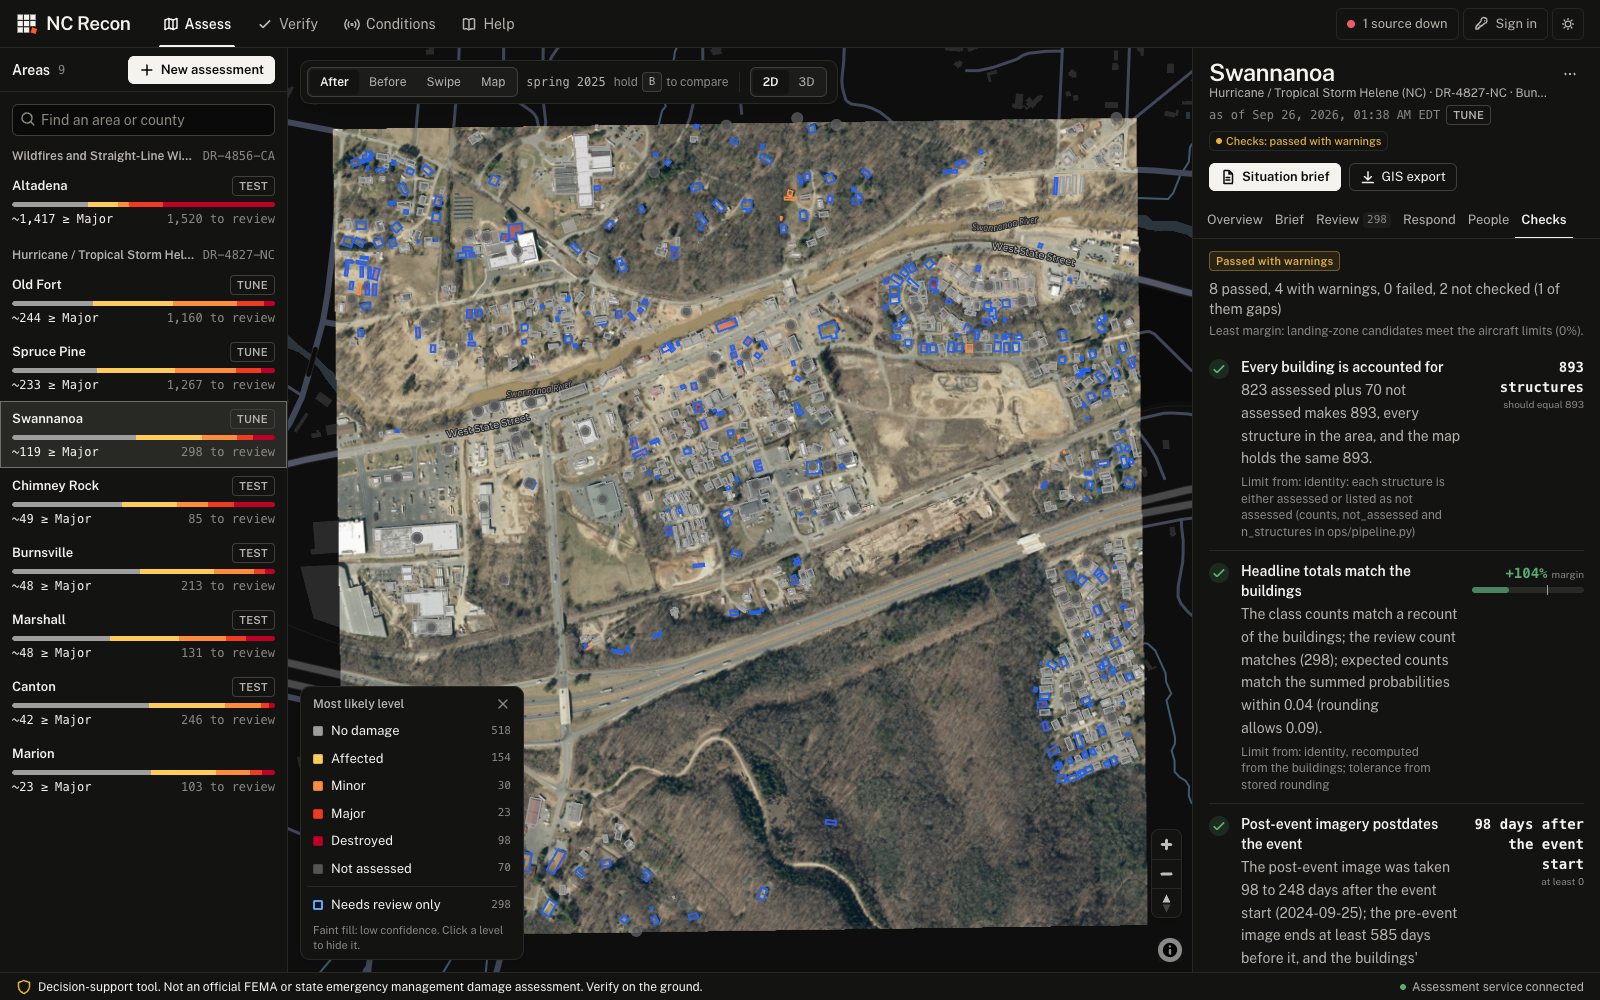 NC Recon
Assess
Verify
Conditions
Help
1 source down
Sign in
Areas 9
New assessment
Find an area or county
Wildfires and Straight-Line Wi... DR-4856-CA
Altadena TEST
~1,417 ≥ Major 1,520 to review
Hurricane / Tropical Storm Hel... DR-4827-NC
Old Fort TUNE
~244 ≥ Major 1,160 to review
Spruce Pine TUNE
~233 ≥ Major 1,267 to review
Swannanoa TUNE
~119 ≥ Major 298 to review
Chimney Rock TEST
~49 ≥ Major 85 to review
Burnsville TEST
~48 ≥ Major 213 to review
Marshall TEST
~48 ≥ Major 131 to review
Canton TEST
~42 ≥ Major 246 to review
Marion
~23 ≥ Major 103 to review
After Before Swipe Map spring 2025 hold B to compare 2D 3D
Swannanoa River
West State Street
Swannanoa River
West State Street
Most likely level
No damage 518
Affected 154
Minor 30
Major 23
Destroyed 98
Not assessed 70
Needs review only 298
Faint fill: low confidence. Click a level
to hide it.
Swannanoa
Hurricane / Tropical Storm Helene (NC) · DR-4827-NC · Bun...
as of Sep 26, 2026, 01:38 AM EDT TUNE
Checks: passed with warnings
Situation brief GIS export
Overview Brief Review 298 Respond People Checks
Passed with warnings
8 passed, 4 with warnings, 0 failed, 2 not checked (1 of
them gaps)
Least margin: landing-zone candidates meet the aircraft limits (0%).
Every building is accounted for
893
structures
should equal 893
823 assessed plus 70 not
assessed makes 893, every
structure in the area, and the map
holds the same 893.
Limit from: identity: each structure is
either assessed or listed as not
assessed (counts, not_assessed and
n_structures in ops/pipeline.py)
Headline totals match the
buildings
+104% margin
The class counts match a recount
of the buildings; the review count
matches (298); expected counts
match the summed probabilities
within 0.04 (rounding
allows 0.09).
Limit from: identity, recomputed
from the buildings; tolerance from
stored rounding
Post-event imagery postdates
the event
98 days after
the event
start
at least 0
The post-event image was taken
98 to 248 days after the event
start (2024-09-25); the pre-event
image ends at least 585 days
before it, and the buildings'
Decision-support tool. Not an official FEMA or state emergency management damage assessment. Verify on the ground.
Assessment service connected